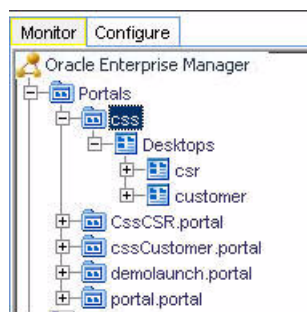 Monitor Configure
Oracle Enterprise Manager
Portals
css
Desktops
csr
customer
CssCSR.portal
cssCustomer.portal
demolaunch.portal
portal.portal